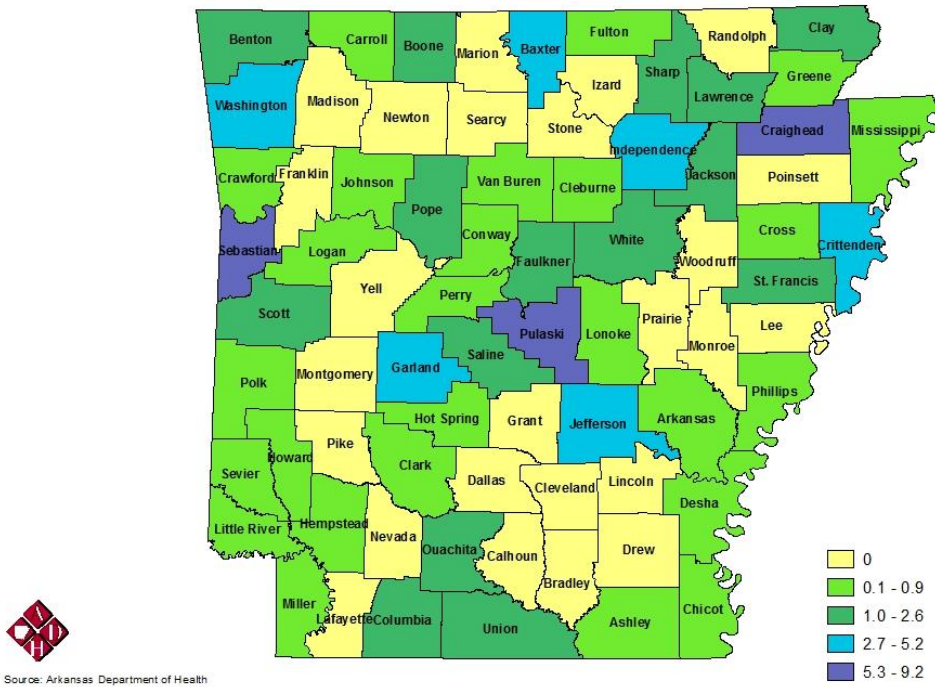 Benton
Carroll
Boone
Marion
Baxter
Fulton
Randolph
Clay
Sharp
Greene
Izard
Lawrence
Washington
Madison
Newton
Searcy
Stone
Craighead
Mississippi
Independence
Jackson
Poinsett
Crawford
Franklin
Johnson
Van Buren
Cleburne
Pope
Conway
White
Cross
Crittenden
Sebastian
Logan
Faulkner
Woodruff
St. Francis
Yell
Perry
Scott
Pulaski
Lonoke
Prairie
Lee
Monroe
Saline
Garland
Montgomery
Polk
Phillips
Hot Spring
Grant
Jefferson
Arkansas
Pike
Howard
Clark
Sevier
Dallas
Cleveland
Lincoln
Desha
Little River
Hempstead
Nevada
Ouachita
Calhoun
Drew
Bradley
Miller
Lafayette
Columbia
Union
Ashley
Chicot
0
0.1 - 0.9
1.0 - 2.6
2.7 - 5.2
5.3 - 9.2
A
D
H
Source: Arkansas Department of Health